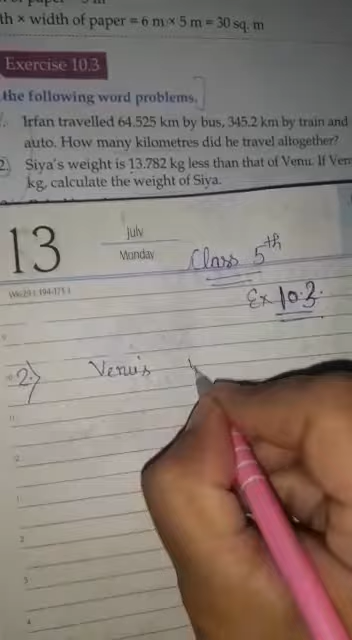 th × width of paper = 6 m × 5 m = 30 sq. m
Exercise 10.3
the following word problems.
Irfan travelled 64.525 km by bus, 345.2 km by train and
auto. How many kilometres did he travel altogether?
2. Siya's weight is 13.782 kg less than that of Venu. If Ven
kg, calculate the weight of Siya.
13
July
Monday
Class 5th
Ex 10.3.
2.) Venu's